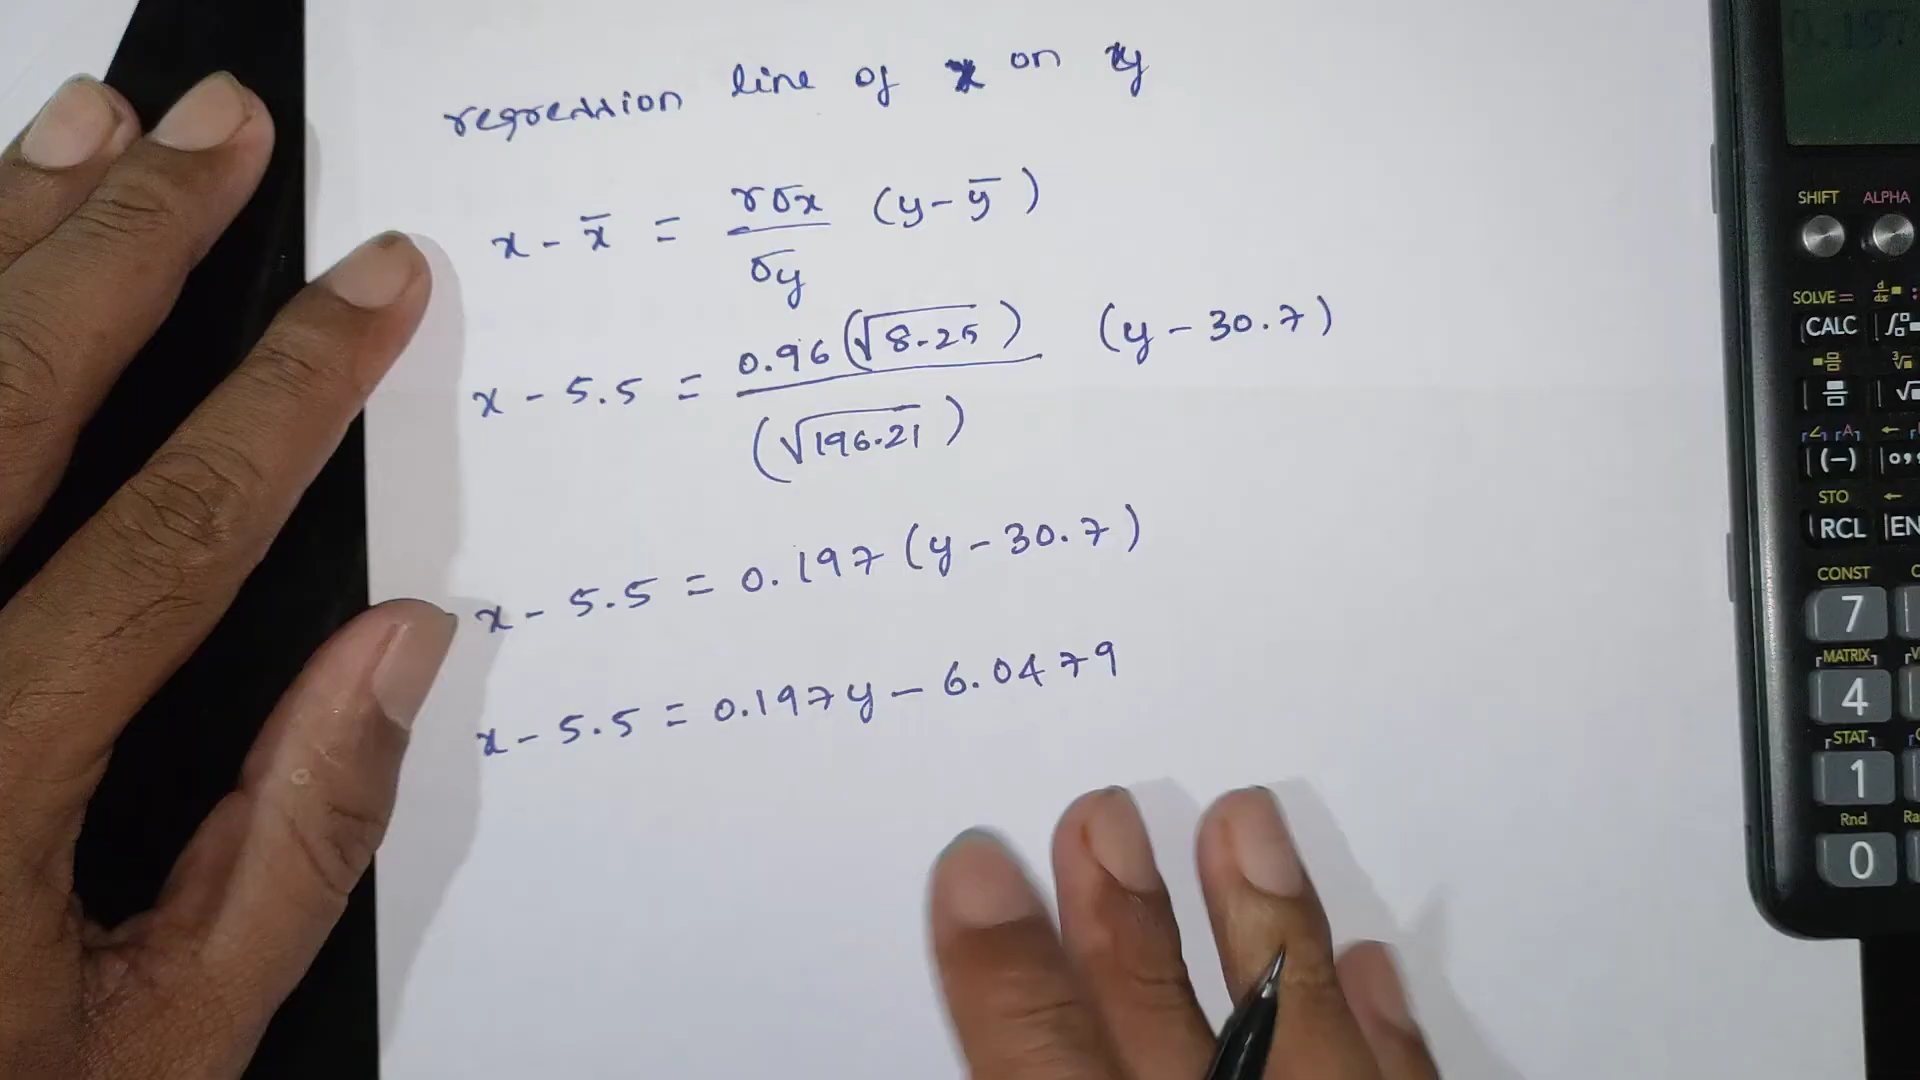 regression line of x on y
x - x̄ = rσx / σy (y - ȳ)
x - 5.5 = 0.96(√8.25) / (√196.21) (y - 30.7)
x - 5.5 = 0.197 (y - 30.7)
x - 5.5 = 0.197y - 6.0479
0.197
SHIFT ALPHA
SOLVE =
CALC
STO
RCL
CONST
7
MATRIX
4
STAT
1
Rnd
0